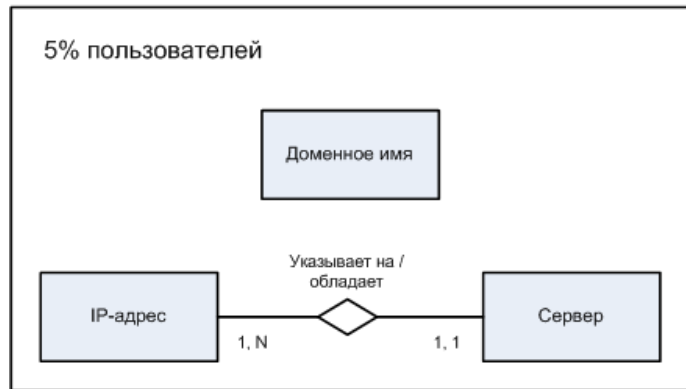 5% пользователей
Доменное имя
Указывает на /
обладает
IP-адрес
Сервер
1, N
1, 1